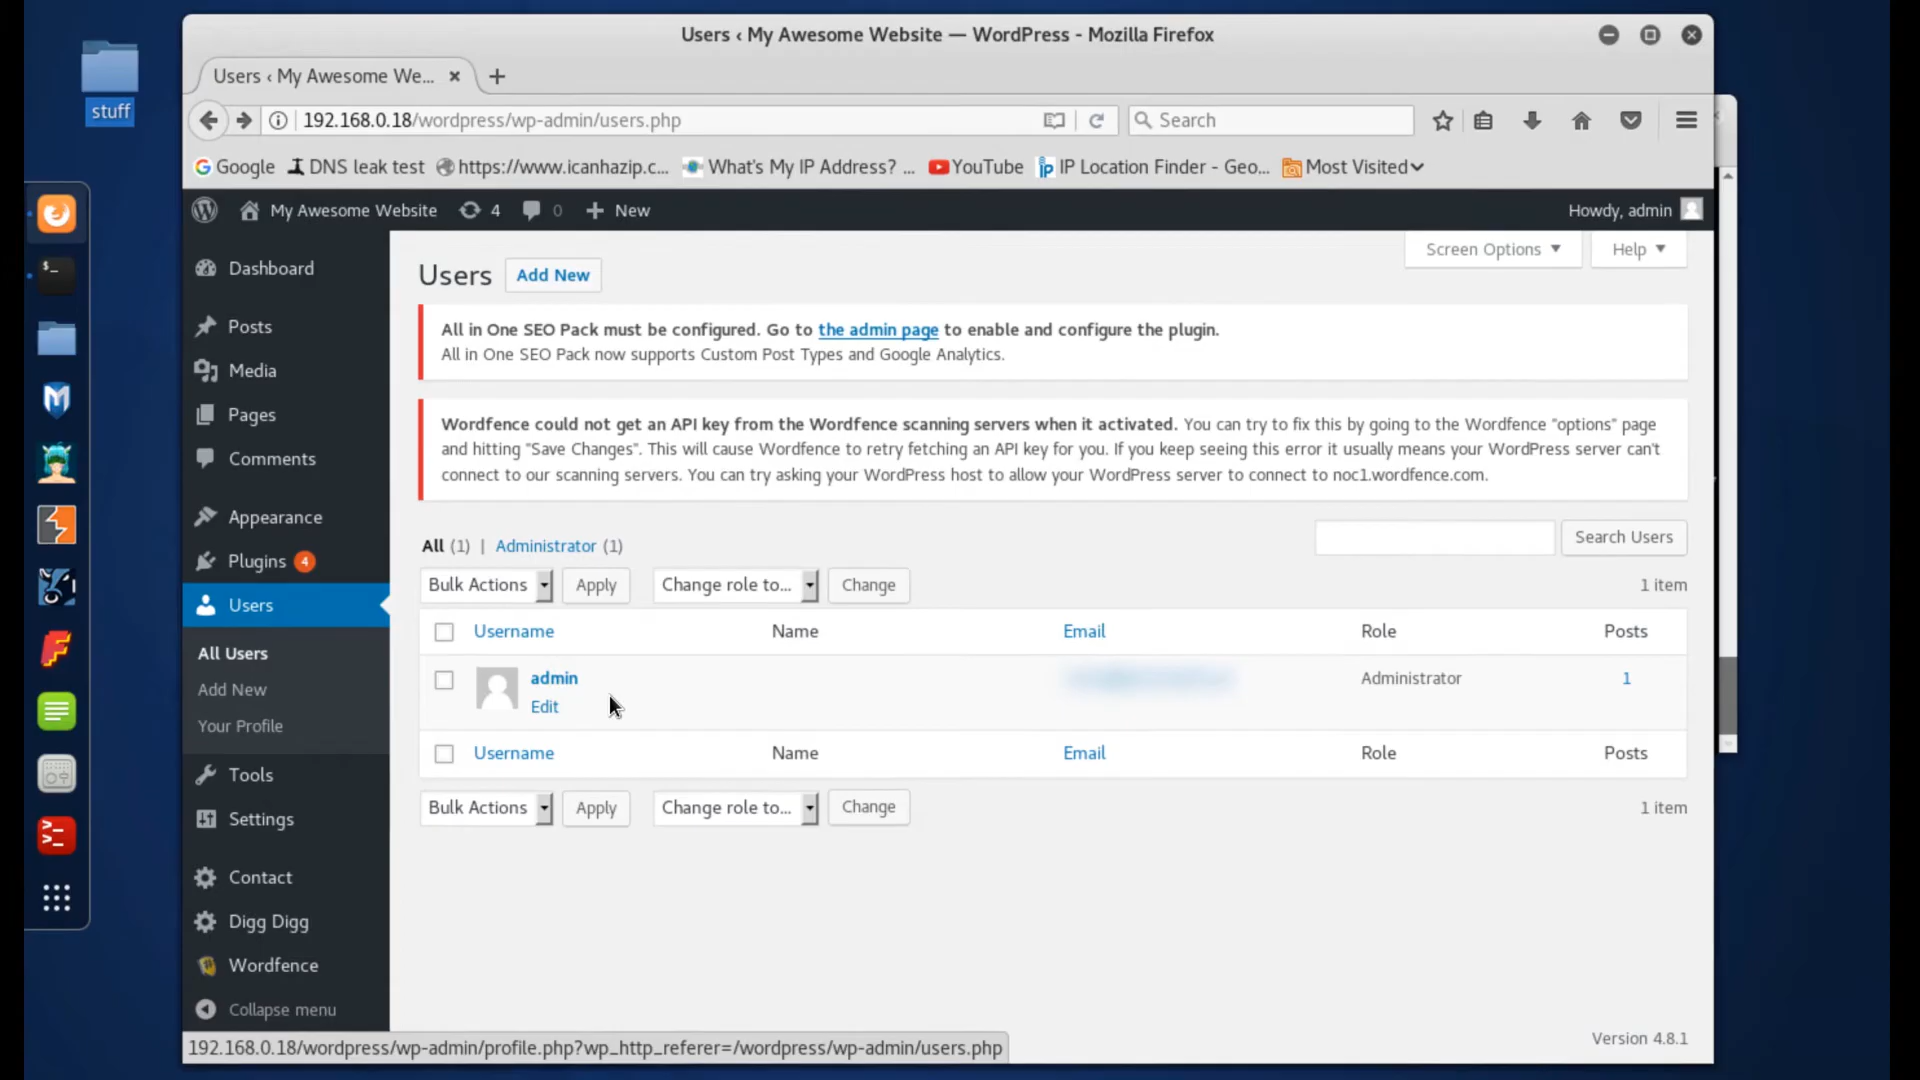 stuff
Users ‹ My Awesome Website — WordPress - Mozilla Firefox
Users ‹ My Awesome We...
192.168.0.18/wordpress/wp-admin/users.php
Search
Google
DNS leak test
https://www.icanhazip.c...
What's My IP Address? ...
YouTube
IP Location Finder - Geo...
Most Visited
My Awesome Website
4
0
New
Howdy, admin
Dashboard
Posts
Media
Pages
Comments
Appearance
Plugins 4
Users
All Users
Add New
Your Profile
Tools
Settings
Contact
Digg Digg
Wordfence
Collapse menu
Screen Options
Help
Users
Add New
All in One SEO Pack must be configured. Go to the admin page to enable and configure the plugin.
All in One SEO Pack now supports Custom Post Types and Google Analytics.
Wordfence could not get an API key from the Wordfence scanning servers when it activated. You can try to fix this by going to the Wordfence "options" page
and hitting "Save Changes". This will cause Wordfence to retry fetching an API key for you. If you keep seeing this error it usually means your WordPress server can't
connect to our scanning servers. You can try asking your WordPress host to allow your WordPress server to connect to noc1.wordfence.com.
All (1) | Administrator (1)
Search Users
Bulk Actions
Apply
Change role to...
Change
1 item
Username
Name
Email
Role
Posts
admin
Administrator
1
Edit
Username
Name
Email
Role
Posts
Bulk Actions
Apply
Change role to...
Change
1 item
Version 4.8.1
192.168.0.18/wordpress/wp-admin/profile.php?wp_http_referer=/wordpress/wp-admin/users.php